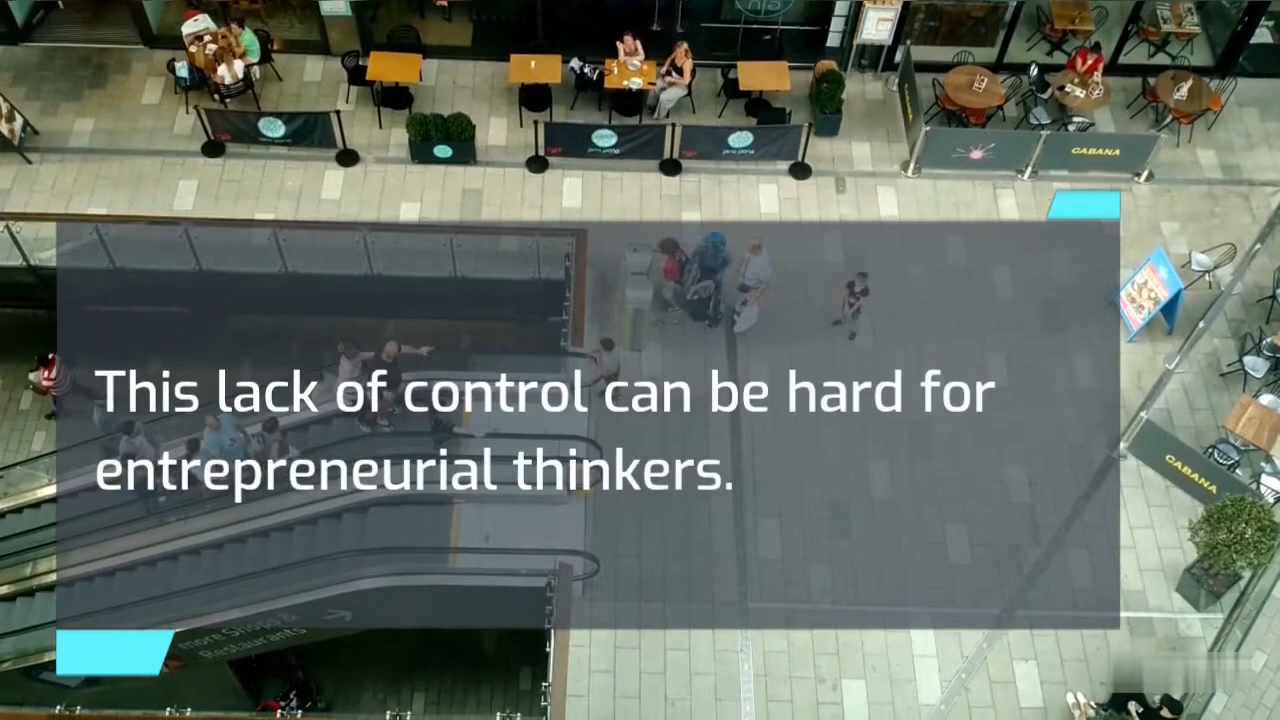 CABANA
This lack of control can be hard for
entrepreneurial thinkers.
CABANA
more Shops &
Restaurants